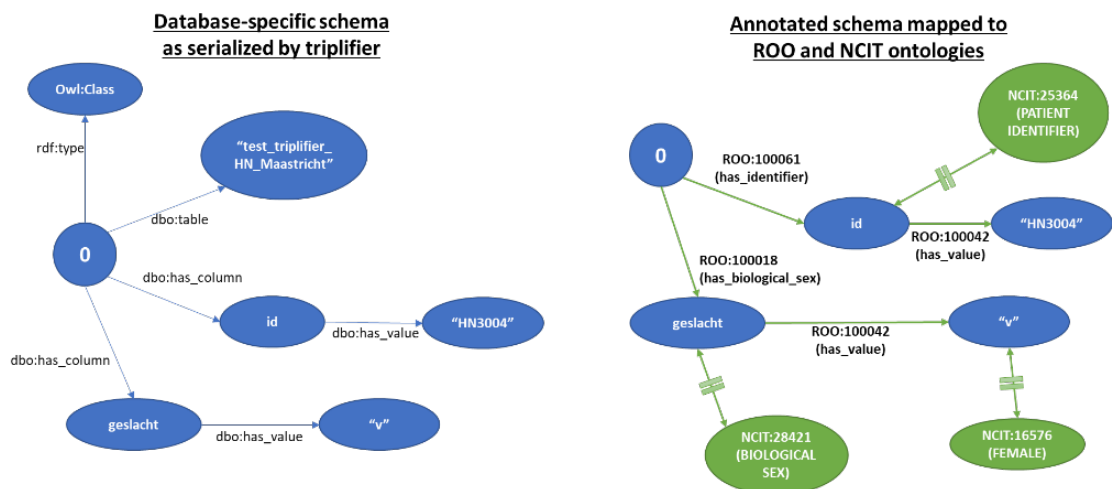 Database-specific schema
as serialized by triplifier
Owl:Class
rdf:type
“test_triplifier_
HN_Maastricht”
dbo:table
0
dbo:has_column
id
dbo:has_value
“HN3004”
dbo:has_column
geslacht
dbo:has_value
“v”
Annotated schema mapped to
ROO and NCIT ontologies
NCIT:25364
(PATIENT
IDENTIFIER)
0
ROO:100061
(has_identifier)
id
ROO:100042
(has_value)
“HN3004”
ROO:100018
(has_biological_sex)
geslacht
ROO:100042
(has_value)
“v”
NCIT:28421
(BIOLOGICAL
SEX)
NCIT:16576
(FEMALE)